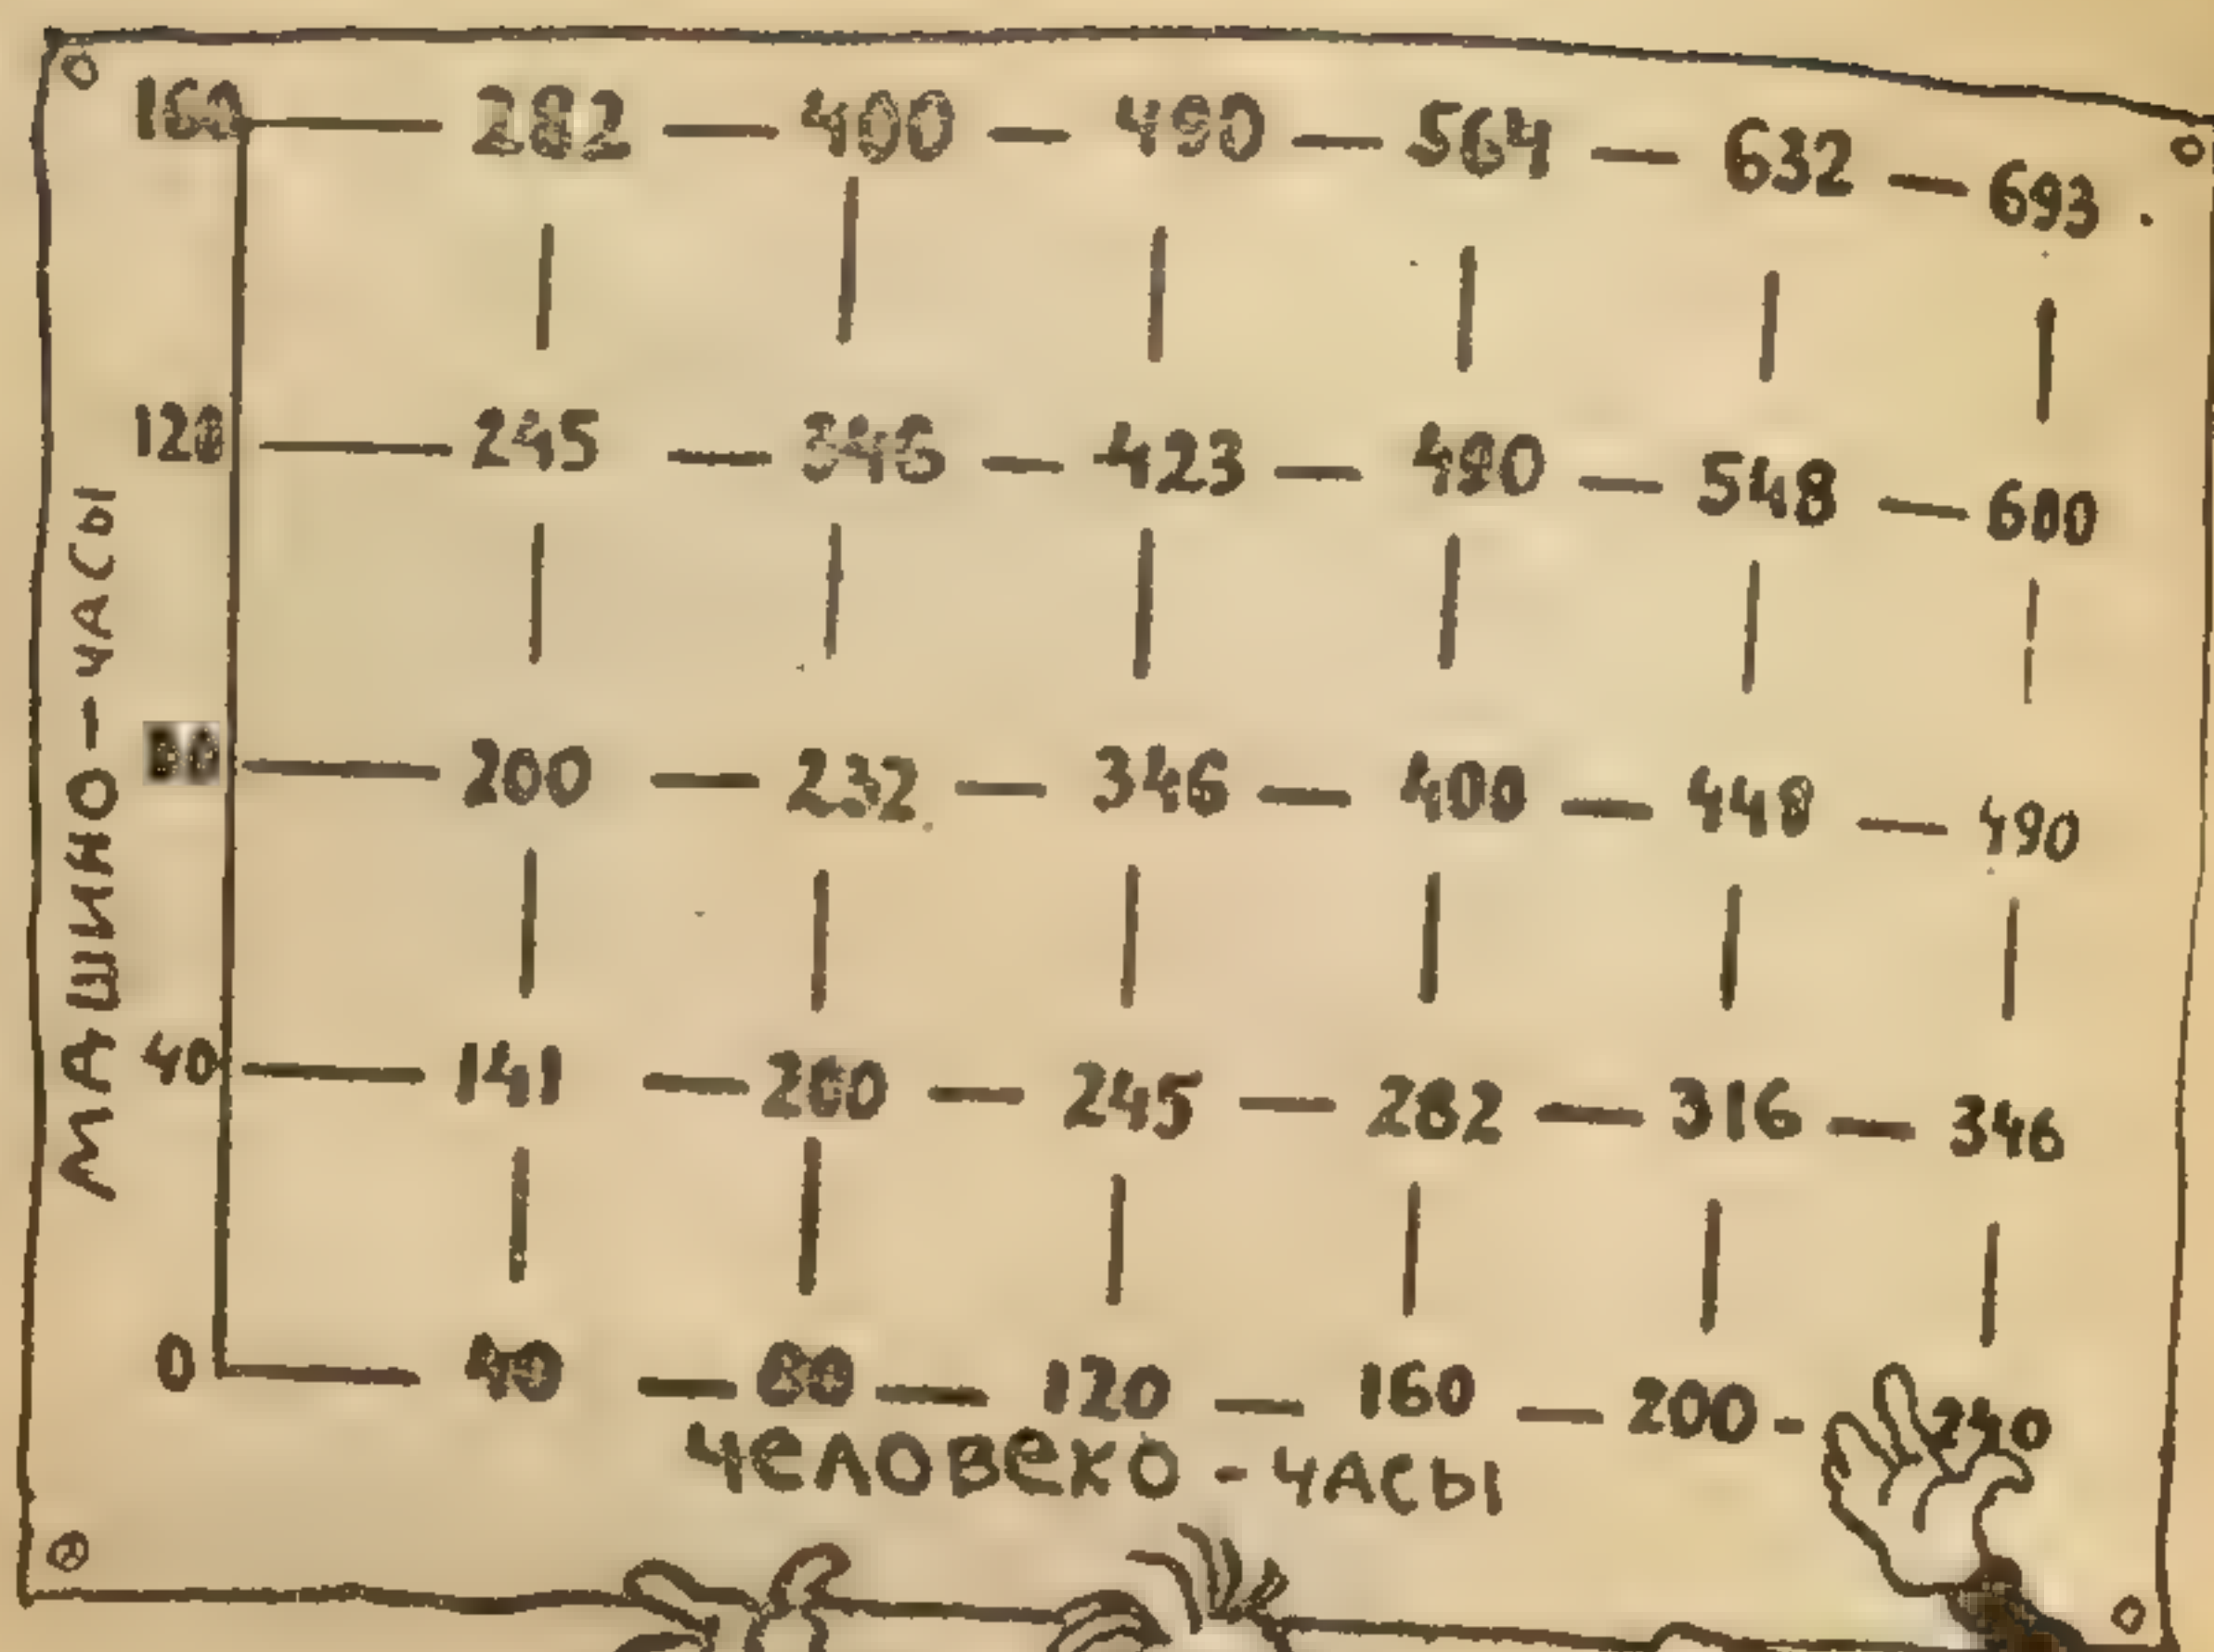 160 — 282 — 400 — 490 — 564 — 632 — 693
120 — 245 — 346 — 423 — 490 — 548 — 600
80 — 200 — 232 — 346 — 400 — 448 — 490
40 — 141 — 200 — 245 — 282 — 316 — 346
0 — 40 — 80 — 120 — 160 — 200 — 240
МАШИНО-ЧАСЫ
ЧЕЛОВЕКО-ЧАСЫ